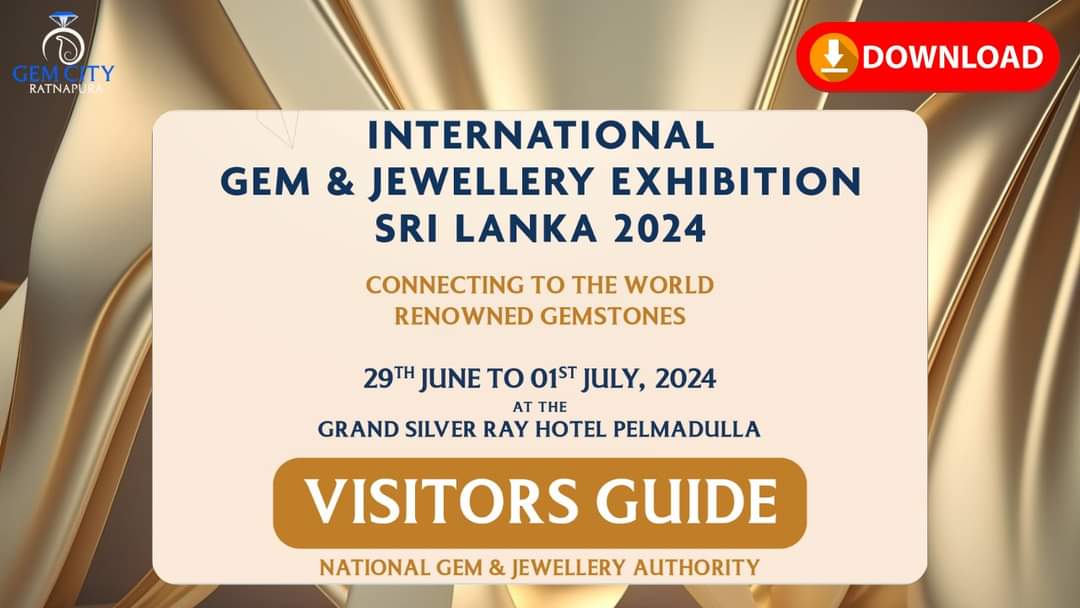 GEM CITY
RATNAPURA
DOWNLOAD
INTERNATIONAL
GEM & JEWELLERY EXHIBITION
SRI LANKA 2024
CONNECTING TO THE WORLD
RENOWNED GEMSTONES
29TH JUNE TO 01ST JULY, 2024
AT THE
GRAND SILVER RAY HOTEL PELMADULLA
VISITORS GUIDE
NATIONAL GEM & JEWELLERY AUTHORITY